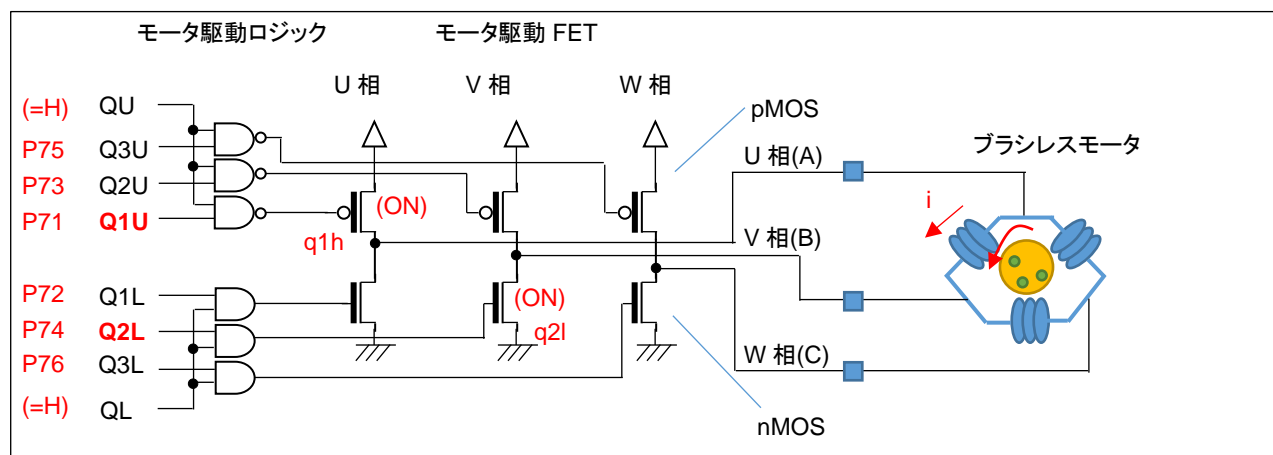 モータ駆動ロジック モータ駆動 FET
U 相 V 相 W 相
(=H) QU
pMOS
P75 Q3U
ブラシレスモータ
U 相(A)
P73 Q2U
P71 Q1U
(ON)
i
q1h
V 相(B)
P72 Q1L
(ON)
P74 Q2L
q2l
P76 Q3L
W 相(C)
(=H) QL
nMOS